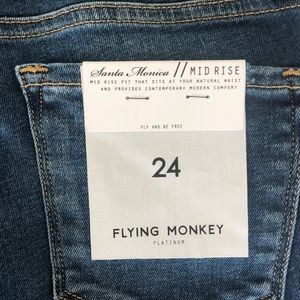 Santa Monica // MID RISE
MID RISE FIT THAT SITS AT YOUR NATURAL WAIST
AND PROVIDES CONTEMPORARY MODERN COMFORT
FLY AND BE FREE
24
FLYING MONKEY
PLATINUM